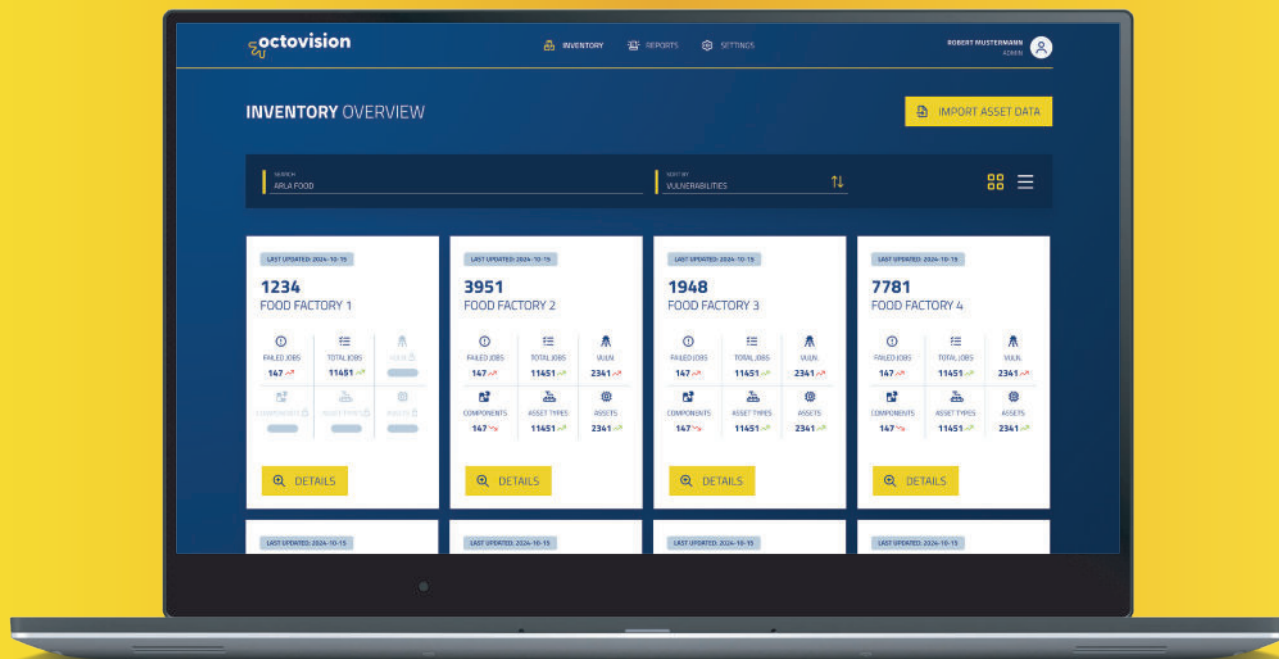 octovision
INVENTORY
REPORTS
SETTINGS
ROBERT MUSTERMANN
ADMIN
INVENTORY OVERVIEW
IMPORT ASSET DATA
SEARCH
ARLA FOOD
SORT BY
VULNERABILITIES
LAST UPDATED: 2024-10-15
1234
FOOD FACTORY 1
FAILED JOBS TOTAL JOBS VULN.
147 11451
COMPONENTS ASSET TYPES ASSETS
DETAILS
LAST UPDATED: 2024-10-15
3951
FOOD FACTORY 2
FAILED JOBS TOTAL JOBS VULN.
147 11451 2341
COMPONENTS ASSET TYPES ASSETS
147 11451 2341
DETAILS
LAST UPDATED: 2024-10-15
1948
FOOD FACTORY 3
FAILED JOBS TOTAL JOBS VULN.
147 11451 2341
COMPONENTS ASSET TYPES ASSETS
147 11451 2341
DETAILS
LAST UPDATED: 2024-10-15
7781
FOOD FACTORY 4
FAILED JOBS TOTAL JOBS VULN.
147 11451 2341
COMPONENTS ASSET TYPES ASSETS
147 11451 2341
DETAILS
LAST UPDATED: 2024-10-15
LAST UPDATED: 2024-10-15
LAST UPDATED: 2024-10-15
LAST UPDATED: 2024-10-15